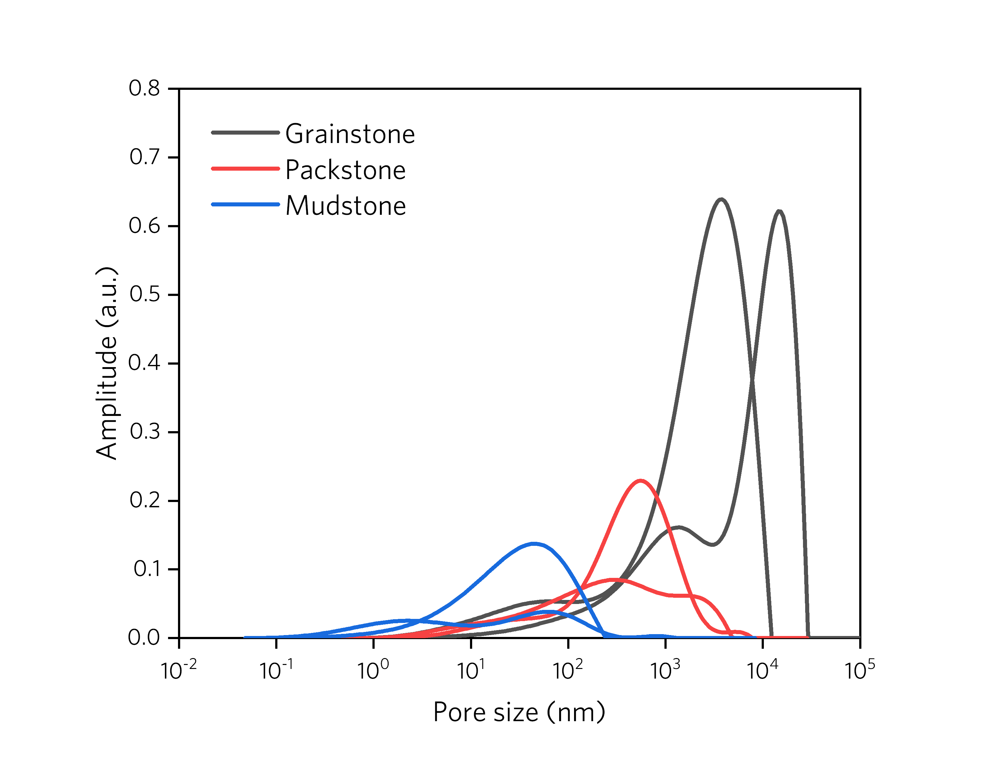 0.8
0.7
0.6
0.5
0.4
0.3
0.2
0.1
0.0
Amplitude (a.u.)
Grainstone
Packstone
Mudstone
10⁻² 10⁻¹ 10⁰ 10¹ 10² 10³ 10⁴ 10⁵
Pore size (nm)